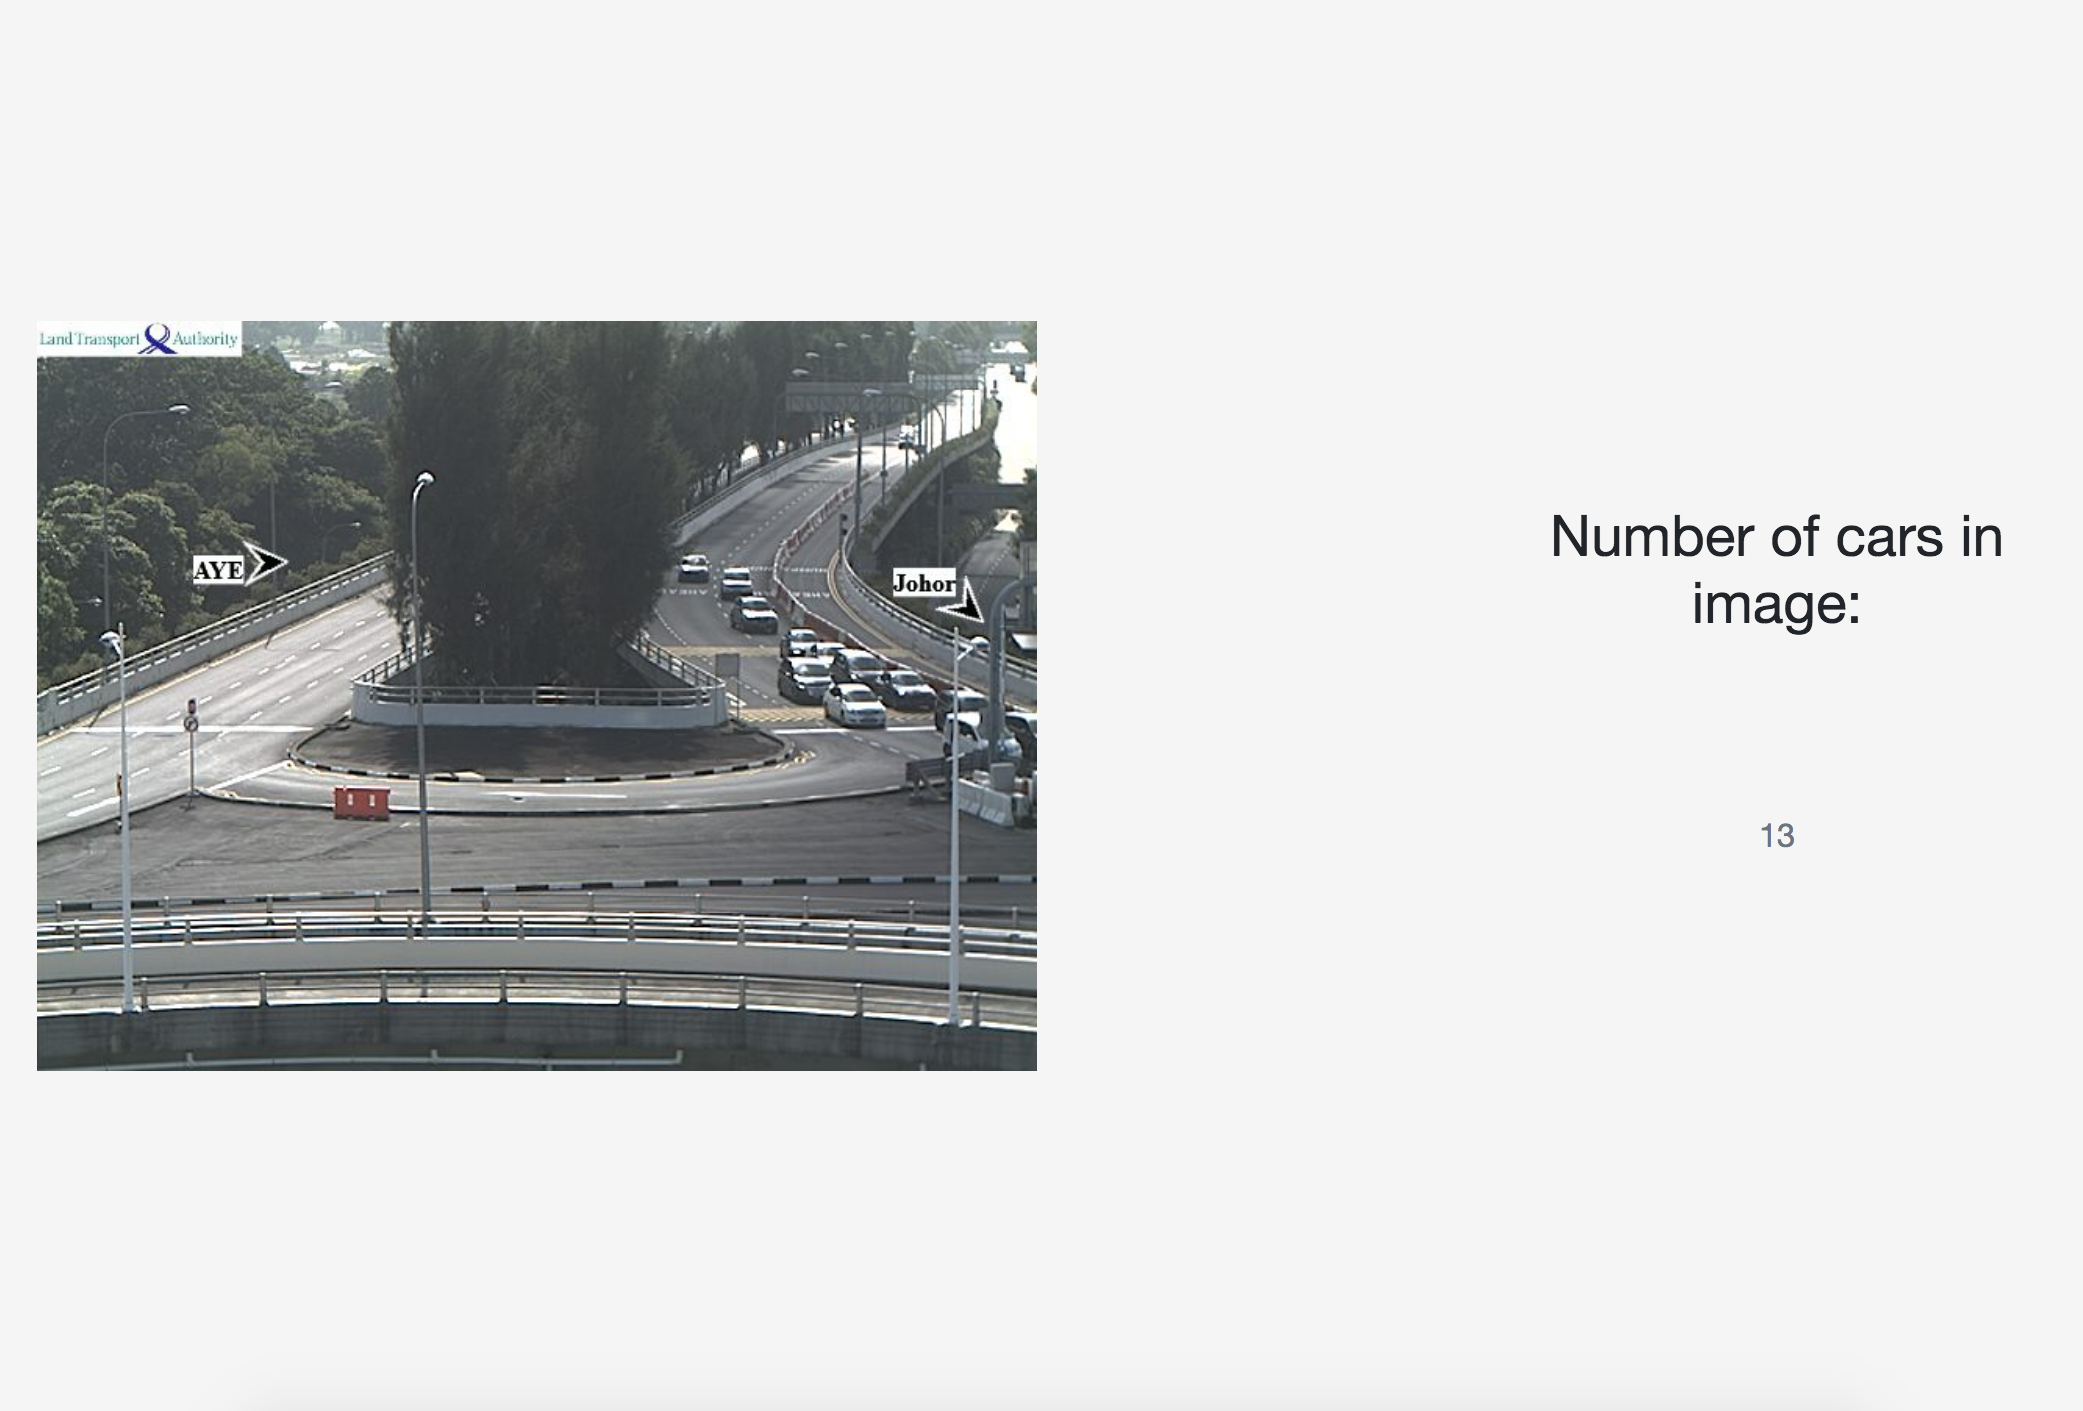 Land Transport Authority
AYE
Johor
Number of cars in
image:
13